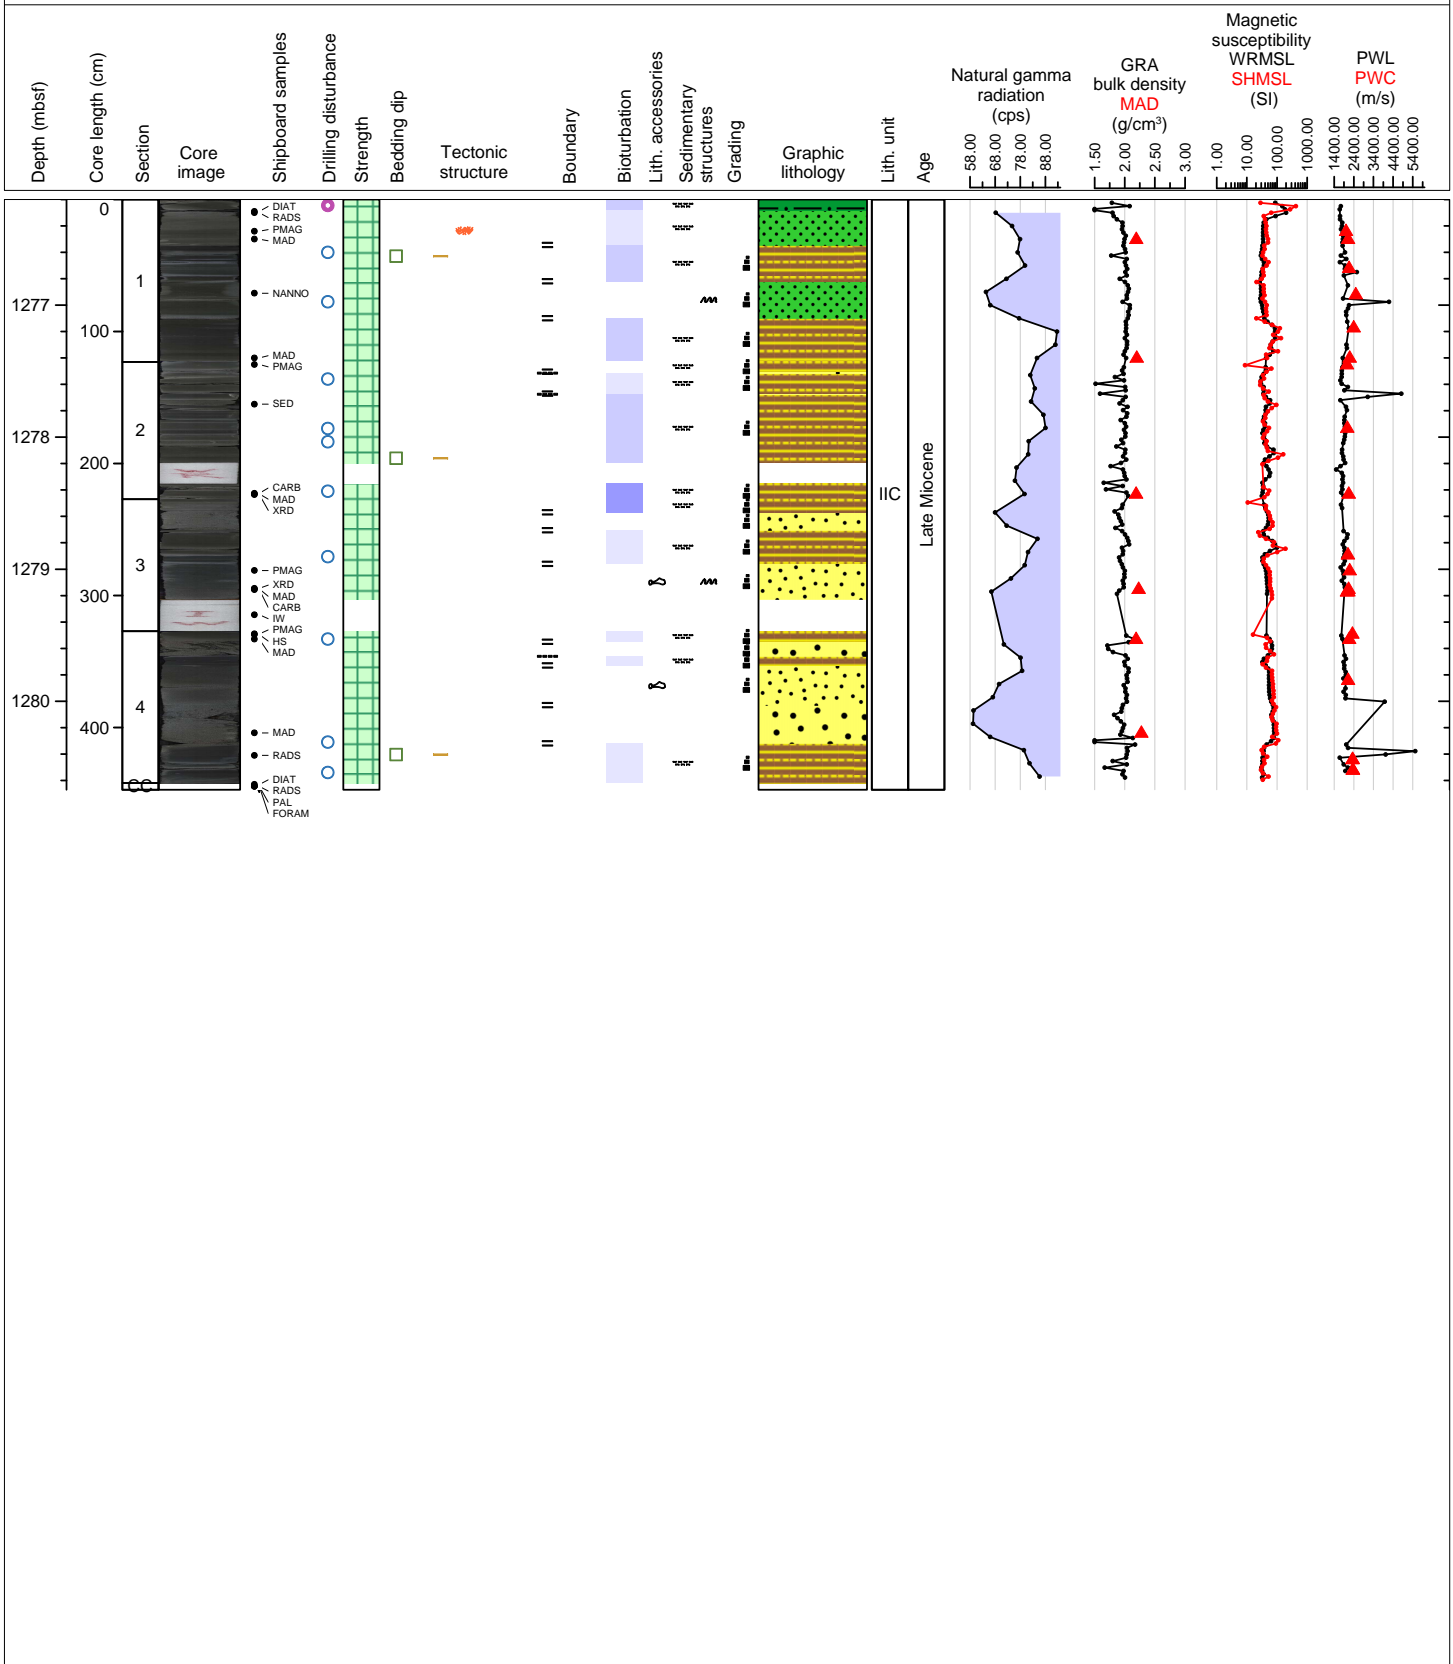 Depth (mbsf)
Core length (cm)
Section
Core
image
Shipboard samples
Drilling disturbance
Strength
Bedding dip
Tectonic
structure
Boundary
Bioturbation
Lith. accessories
Sedimentary
structures
Grading
Graphic
lithology
Lith. unit
Age
Natural gamma
radiation
(cps)
GRA
bulk density
MAD
(g/cm³)
Magnetic
susceptibility
WRMSL
SHMSL
(SI)
PWL
PWC
(m/s)
58.00
68.00
78.00
88.00
1.50
2.00
2.50
3.00
1.00
10.00
100.00
1000.00
1400.00
2400.00
3400.00
4400.00
5400.00
1277
1278
1279
1280
0
100
200
300
400
1
2
3
4
CC
DIAT
RADS
PMAG
MAD
NANNO
MAD
PMAG
SED
CARB
MAD
XRD
PMAG
XRD
MAD
CARB
IW
PMAG
HS
MAD
MAD
RADS
DIAT
RADS
PAL
FORAM
IIC
Late Miocene